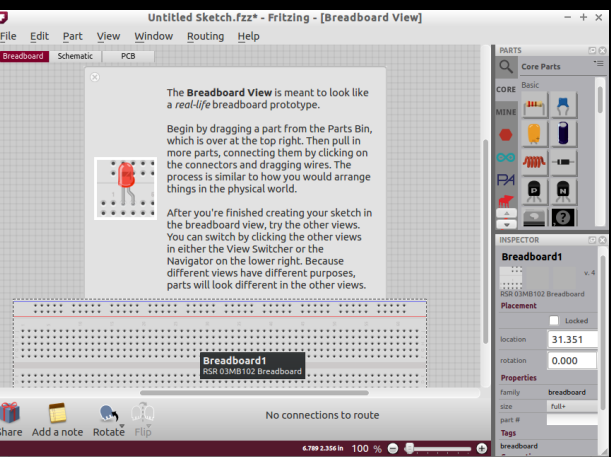 Untitled Sketch.fzz* - Fritzing - [Breadboard View]
File Edit Part View Window Routing Help
Breadboard Schematic PCB
The Breadboard View is meant to look like
a real-life breadboard prototype.
Begin by dragging a part from the Parts Bin,
which is over at the top right. Then pull in
more parts, connecting them by clicking on
the connectors and dragging wires. The
process is similar to how you would arrange
things in the physical world.
After you're finished creating your sketch in
the breadboard view, try the other views.
You can switch by clicking the other views
in either the View Switcher or the
Navigator on the lower right. Because
different views have different purposes,
parts will look different in the other views.
Breadboard1
RSR 03MB102 Breadboard
Share Add a note Rotate Flip
No connections to route
6.789 2.356 in 100 %
PARTS
Core Parts
CORE
MINE
Basic
P N
INSPECTOR
Breadboard1
v. 4
RSR 03MB102 Breadboard
Placement
Locked
location 31.351
rotation 0.000
Properties
family breadboard
size full+
part #
Tags
breadboard